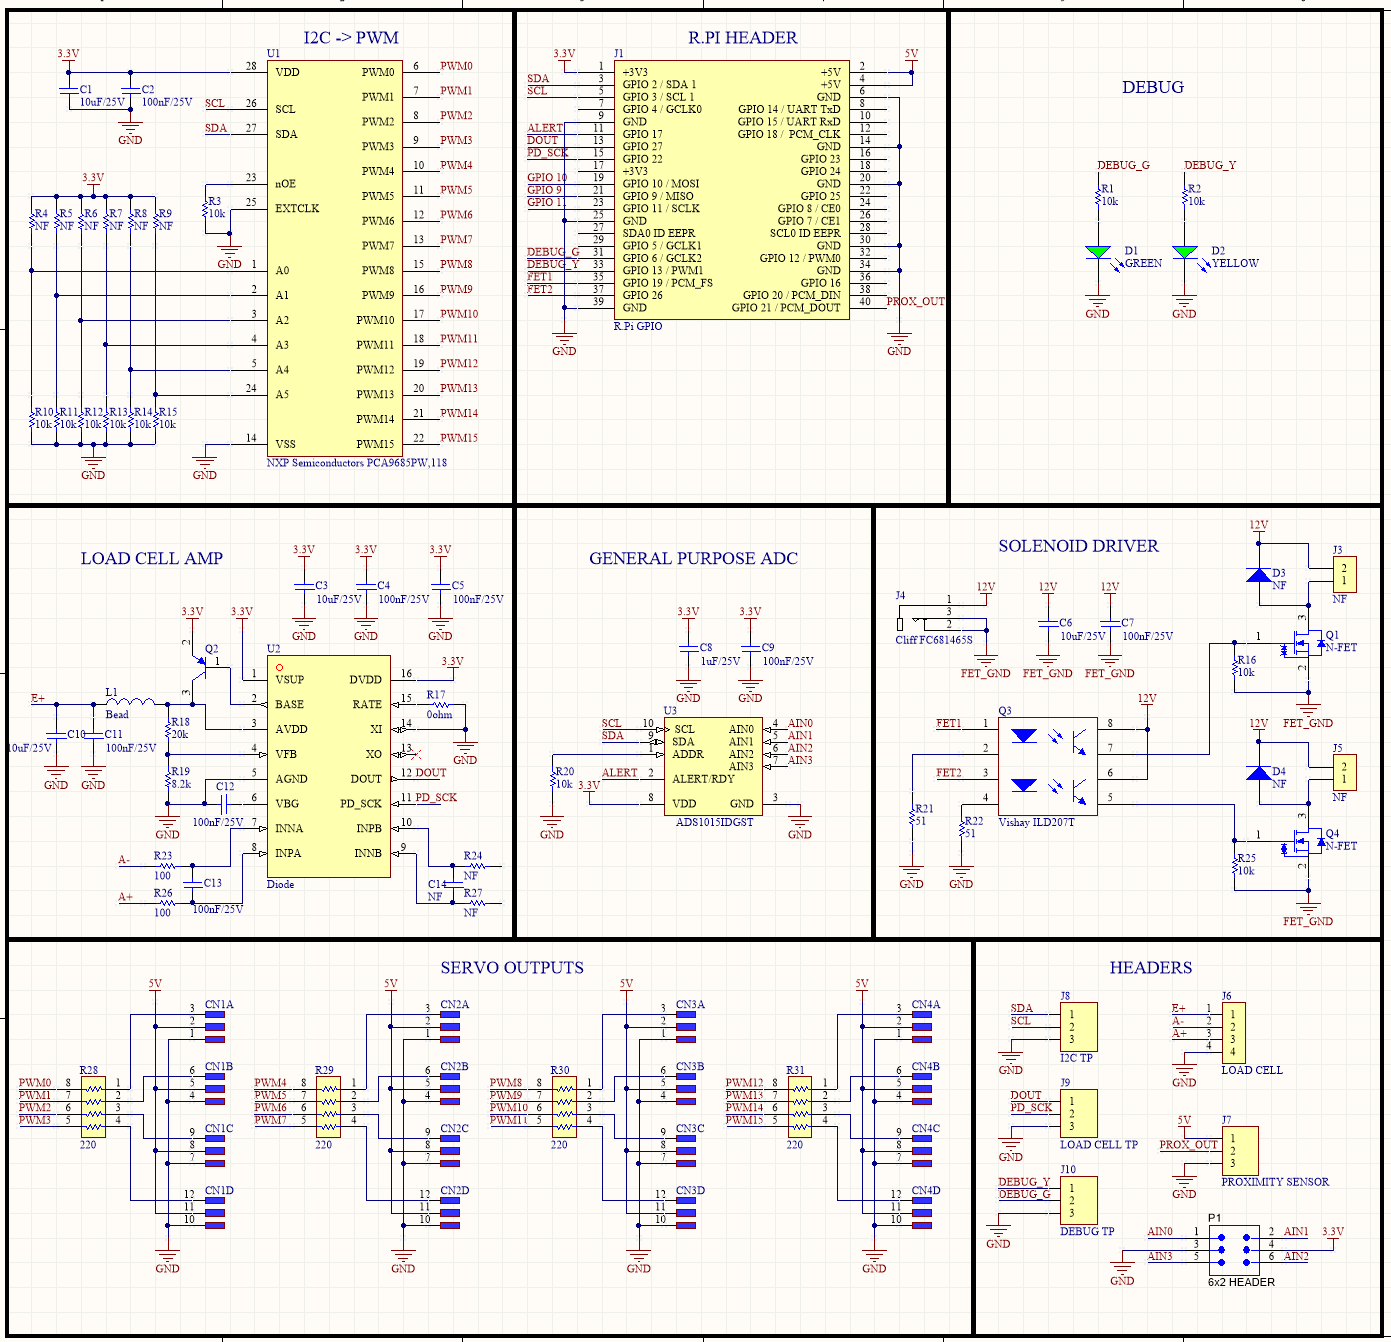 I2C -> PWM
3.3V
C1
10uF/25V
C2
100nF/25V
GND
SCL
SDA
U1
28 VDD PWM0 6 PWM0
PWM1 7 PWM1
26 SCL PWM2 8 PWM2
27 SDA PWM3 9 PWM3
PWM4 10 PWM4
23 nOE PWM5 11 PWM5
25 EXTCLK PWM6 12 PWM6
PWM7 13 PWM7
1 A0 PWM8 15 PWM8
2 A1 PWM9 16 PWM9
3 A2 PWM10 17 PWM10
4 A3 PWM11 18 PWM11
5 A4 PWM12 19 PWM12
24 A5 PWM13 20 PWM13
PWM14 21 PWM14
14 VSS PWM15 22 PWM15
NXP Semiconductors PCA9685PW,118
3.3V
R4 R5 R6 R7 R8 R9
NF NF NF NF NF NF
R3
10k
GND
R10 R11 R12 R13 R14 R15
10k 10k 10k 10k 10k 10k
GND
GND
R.PI HEADER
3.3V
5V
J1
1 +3V3 +5V 2
SDA 3 GPIO 2 / SDA 1 +5V 4
SCL 5 GPIO 3 / SCL 1 GND 6
7 GPIO 4 / GCLK0 GPIO 14 / UART TxD 8
9 GND GPIO 15 / UART RxD 10
ALERT 11 GPIO 17 GPIO 18 / PCM_CLK 12
DOUT 13 GPIO 27 GND 14
PD_SCK 15 GPIO 22 GPIO 23 16
17 +3V3 GPIO 24 18
GPIO 10 19 GPIO 10 / MOSI GND 20
GPIO 9 21 GPIO 9 / MISO GPIO 25 22
GPIO 11 23 GPIO 11 / SCLK GPIO 8 / CE0 24
25 GND GPIO 7 / CE1 26
27 SDA0 ID EEPR SCL0 ID EEPR 28
29 GPIO 5 / GCLK1 GND 30
DEBUG_G 31 GPIO 6 / GCLK2 GPIO 12 / PWM0 32
DEBUG_Y 33 GPIO 13 / PWM1 GND 34
FET1 35 GPIO 19 / PCM_FS GPIO 16 36
FET2 37 GPIO 26 GPIO 20 / PCM_DIN 38
39 GND GPIO 21 / PCM_DOUT 40 PROX_OUT
R.Pi GPIO
GND
GND
DEBUG
DEBUG_G DEBUG_Y
R1 R2
10k 10k
D1 D2
GREEN YELLOW
GND GND
LOAD CELL AMP
3.3V 3.3V 3.3V
C3 C4 C5
10uF/25V 100nF/25V 100nF/25V
GND GND GND
3.3V 3.3V
2
Q2
1
3
E+
L1
Bead
C10
10uF/25V
C11
100nF/25V
GND GND
R18
20k
R19
8.2k
C12
100nF/25V
GND
U2
1 VSUP DVDD 16 3.3V
2 BASE RATE 15
3 AVDD XI 14
4 VFB XO 13
5 AGND DOUT 12 DOUT
6 VBG PD_SCK 11 PD_SCK
7 INNA INPB 10
8 INPA INNB 9
Diode
R17
0ohm
GND
A-
R23
100
C13
100nF/25V
A+
R26
100
R24
NF
C14
NF
R27
NF
GENERAL PURPOSE ADC
3.3V 3.3V
C8 C9
1uF/25V 100nF/25V
GND GND
U3
SCL 10 SCL AIN0 4 AIN0
SDA 9 SDA AIN1 5 AIN1
1 ADDR AIN2 6 AIN2
AIN3 7 AIN3
ALERT 2 ALERT/RDY
3.3V 8 VDD GND 3
ADS1015IDGST
R20
10k
GND
GND
SOLENOID DRIVER
J4
1
3
2
Cliff FC681465S
12V 12V 12V
C6 C7
10uF/25V 100nF/25V
FET_GND FET_GND FET_GND
12V
D3
NF
J3
2
1
NF
3
1
Q1
N-FET
2
R16
10k
FET_GND
12V
Q3
FET1 1 8
2 7
FET2 3 6
4 5
Vishay ILD207T
R21
51
R22
51
GND GND
12V
D4
NF
J5
2
1
NF
3
1
Q4
N-FET
2
R25
10k
FET_GND
SERVO OUTPUTS
5V 5V 5V 5V
3 CN1A 3 CN2A 3 CN3A 3 CN4A
2 2 2 2
1 1 1 1
6 CN1B 6 CN2B 6 CN3B 6 CN4B
5 5 5 5
4 4 4 4
R28 R29 R30 R31
PWM0 8 1 PWM4 8 1 PWM8 8 1 PWM12 8 1
PWM1 7 2 PWM5 7 2 PWM9 7 2 PWM13 7 2
PWM2 6 3 PWM6 6 3 PWM10 6 3 PWM14 6 3
PWM3 5 4 PWM7 5 4 PWM11 5 4 PWM15 5 4
220 220 220 220
9 CN1C 9 CN2C 9 CN3C 9 CN4C
8 8 8 8
7 7 7 7
12 CN1D 12 CN2D 12 CN3D 12 CN4D
11 11 11 11
10 10 10 10
GND GND GND GND
HEADERS
J8
SDA 1
SCL 2
3
I2C TP
GND
J6
E+ 1 1
A- 2 2
A+ 3 3
4 4
LOAD CELL
GND
J9
DOUT 1
PD_SCK 2
3
LOAD CELL TP
GND
5V
J7
1
PROX_OUT 2
3
PROXIMITY SENSOR
GND
J10
DEBUG_Y 1
DEBUG_G 2
3
DEBUG TP
GND
P1
AIN0 1 2 AIN1
3 4 3.3V
AIN3 5 6 AIN2
6x2 HEADER
GND